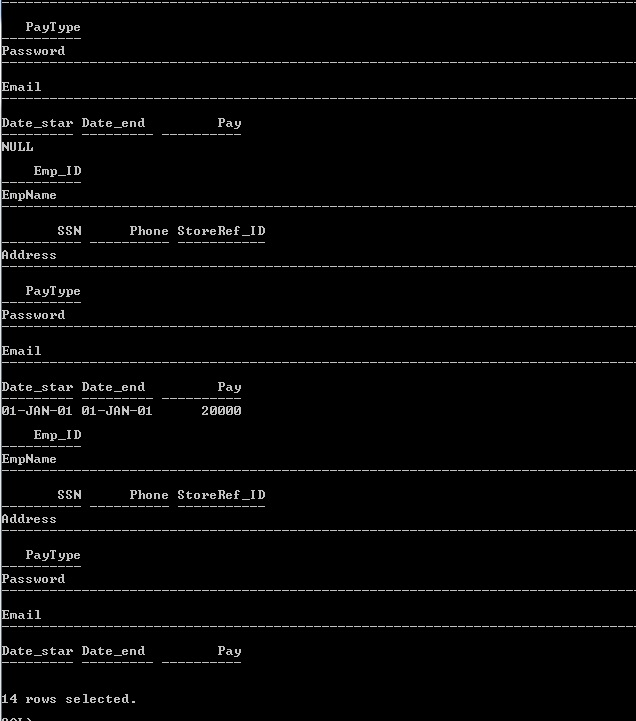 PayType
----------
Password
--------------------------------------------------------------------------------
Email
--------------------------------------------------------------------------------
Date_star Date_end         Pay
--------- --------- ----------
NULL
Emp_ID
----------
EmpName
--------------------------------------------------------------------------------
SSN      Phone StoreRef_ID
---------- ---------- -----------
Address
--------------------------------------------------------------------------------
PayType
----------
Password
--------------------------------------------------------------------------------
Email
--------------------------------------------------------------------------------
Date_star Date_end         Pay
--------- --------- ----------
01-JAN-01 01-JAN-01      20000
Emp_ID
----------
EmpName
--------------------------------------------------------------------------------
SSN      Phone StoreRef_ID
---------- ---------- -----------
Address
--------------------------------------------------------------------------------
PayType
----------
Password
--------------------------------------------------------------------------------
Email
--------------------------------------------------------------------------------
Date_star Date_end         Pay
--------- --------- ----------
14 rows selected.